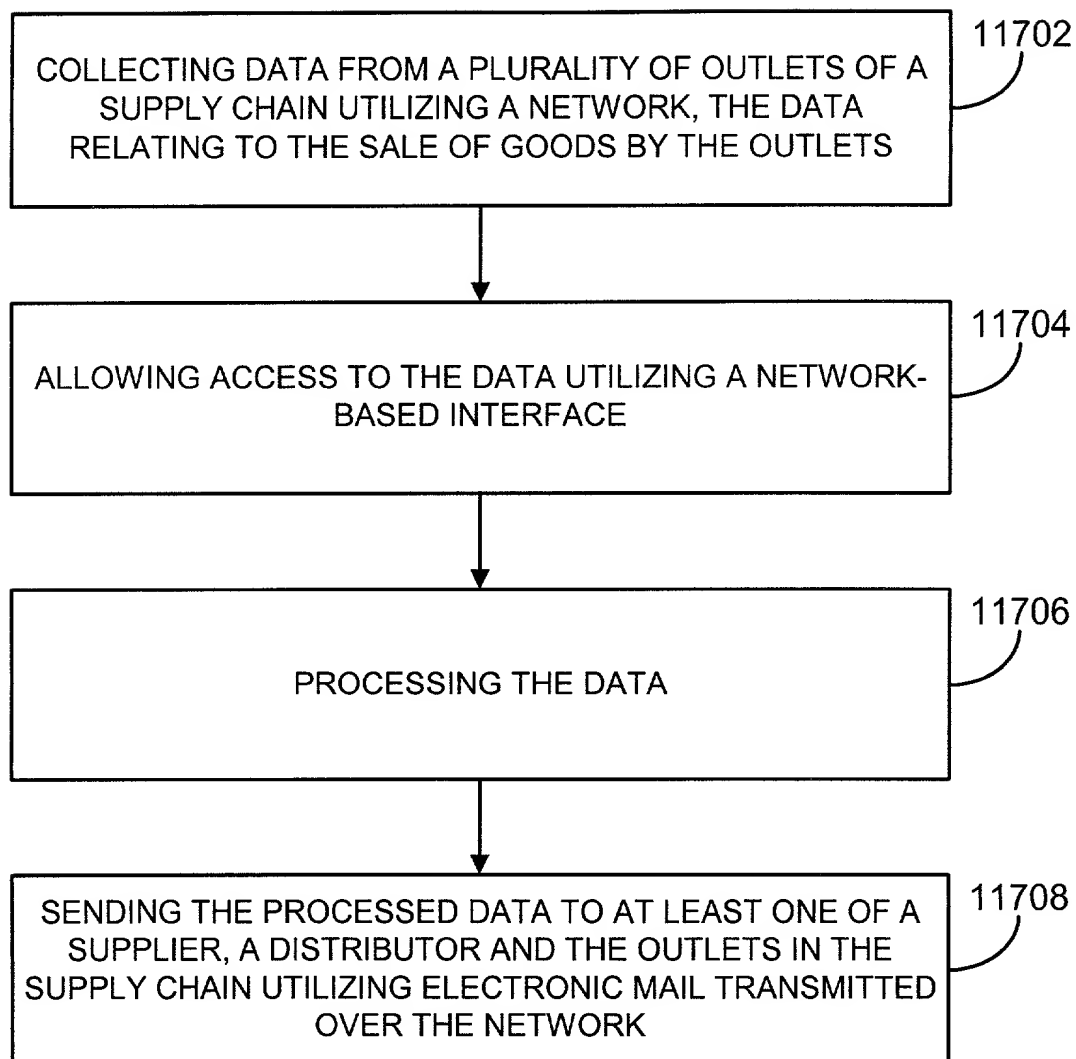 11702
COLLECTING DATA FROM A PLURALITY OF OUTLETS OF A
SUPPLY CHAIN UTILIZING A NETWORK, THE DATA
RELATING TO THE SALE OF GOODS BY THE OUTLETS
11704
ALLOWING ACCESS TO THE DATA UTILIZING A NETWORK-
BASED INTERFACE
11706
PROCESSING THE DATA
11708
SENDING THE PROCESSED DATA TO AT LEAST ONE OF A
SUPPLIER, A DISTRIBUTOR AND THE OUTLETS IN THE
SUPPLY CHAIN UTILIZING ELECTRONIC MAIL TRANSMITTED
OVER THE NETWORK